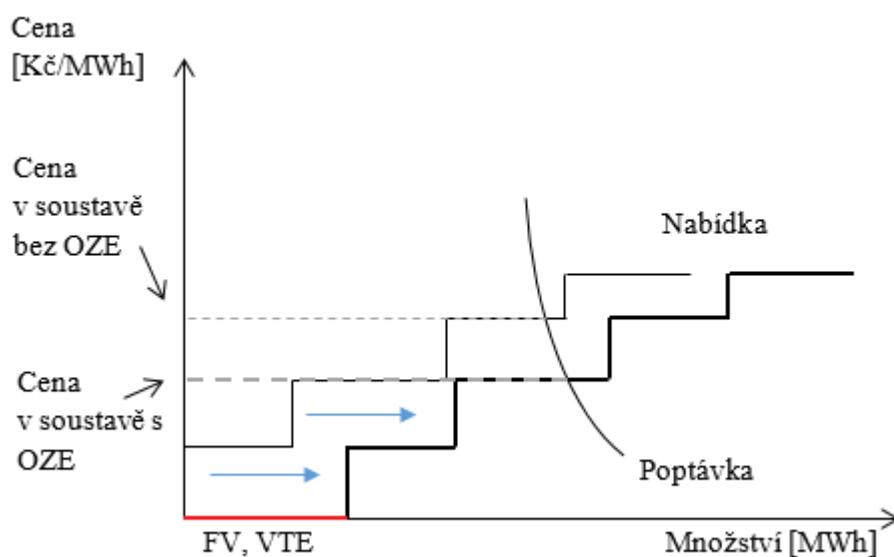 Cena
[Kč/MWh]
Cena
v soustavě
bez OZE
Nabídka
Cena
v soustavě s
OZE
Poptávka
FV, VTE
Množství [MWh]